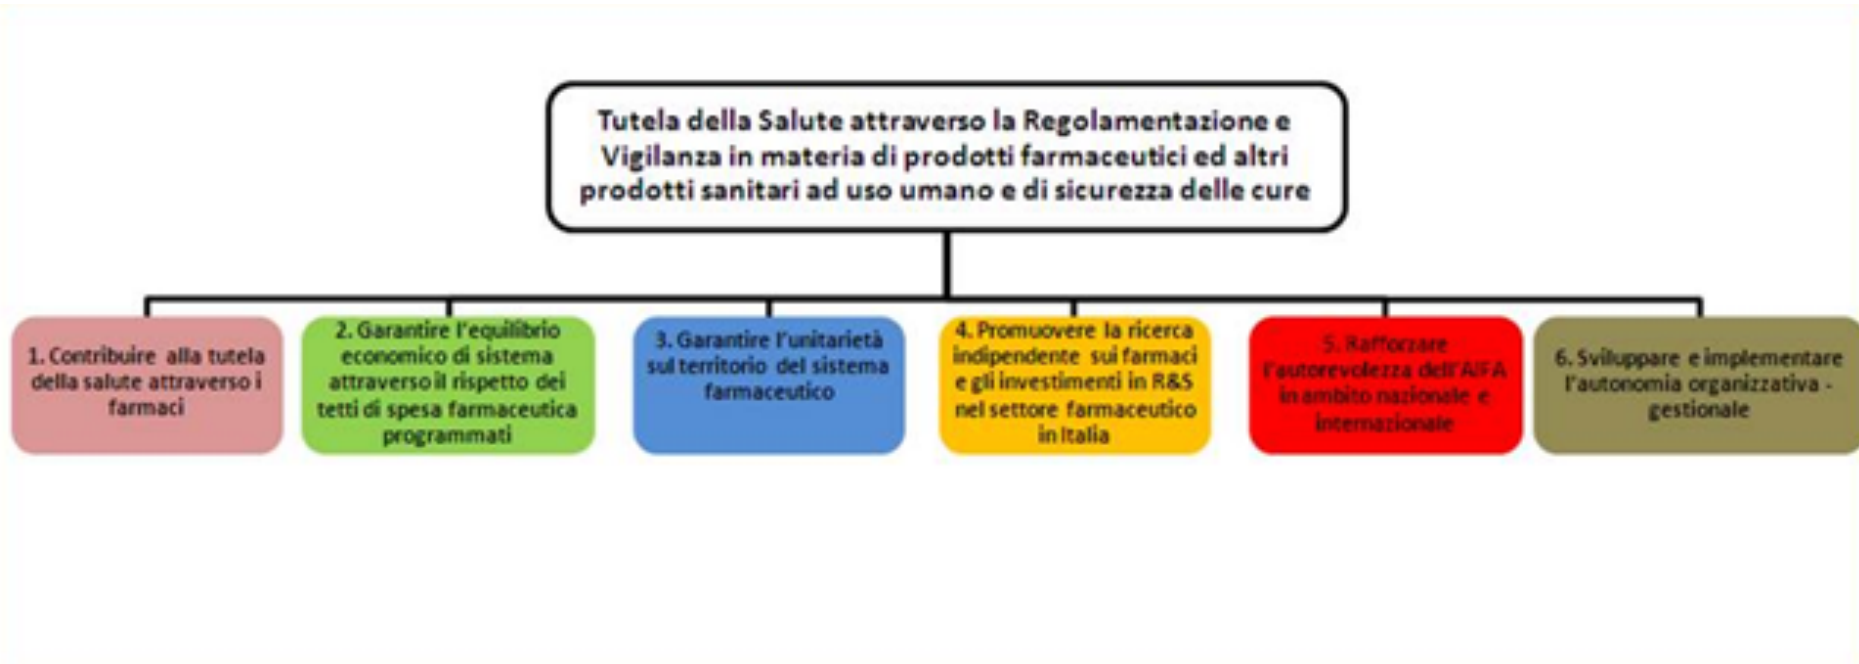 Tutela della Salute attraverso la Regolamentazione e
Vigilanza in materia di prodotti farmaceutici ed altri
prodotti sanitari ad uso umano e di sicurezza delle cure
1. Contribuire alla tutela
della salute attraverso i
farmaci
2. Garantire l'equilibrio
economico di sistema
attraverso il rispetto dei
tetti di spesa farmaceutica
programmati
3. Garantire l'unitarietà
sul territorio del sistema
farmaceutico
4. Promuovere la ricerca
indipendente sui farmaci
e gli investimenti in R&S
nel settore farmaceutico
in Italia
5. Rafforzare
l'autorevolezza dell'AIFA
in ambito nazionale e
internazionale
6. Sviluppare e implementare
l'autonomia organizzativa -
gestionale